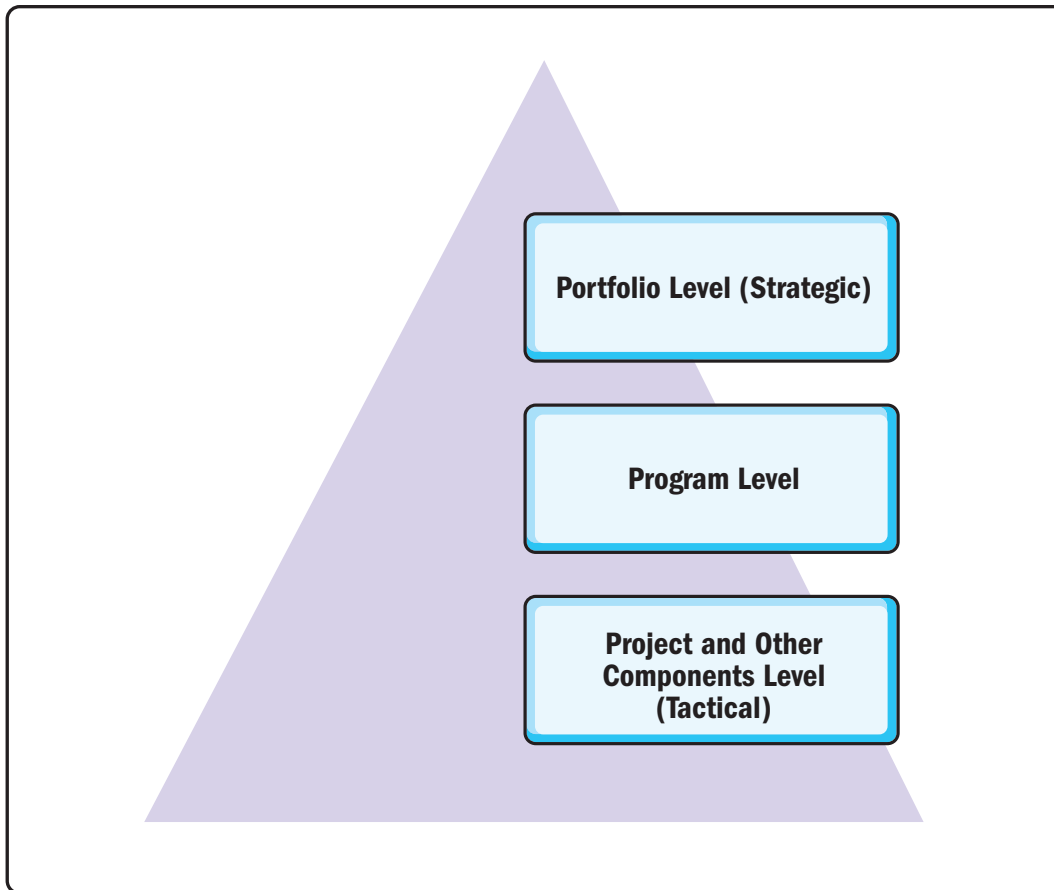 Portfolio Level (Strategic)
Program Level
Project and Other
Components Level
(Tactical)